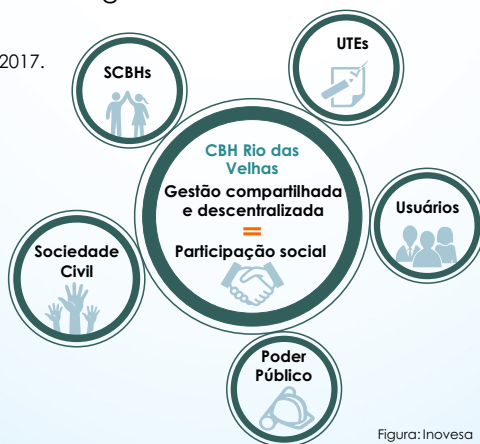 2017.
UTEs
SCBHs
CBH Rio das
Velhas
Gestão compartilhada
e descentralizada
=
Participação social
Usuários
Sociedade
Civil
Poder
Público
Figura: Inovesa